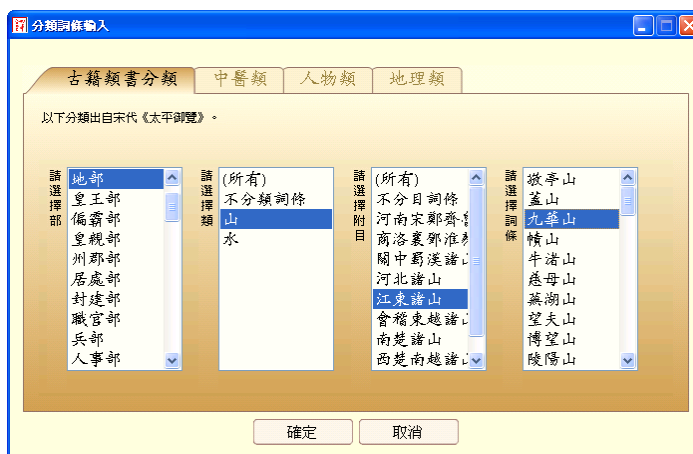 分類詞條輸入
古籍類書分類
中醫類
人物類
地理類
以下分類出自宋代《太平御覽》。
請選擇部
地部
皇王部
偏霸部
皇親部
州郡部
居處部
封建部
職官部
兵部
人事部
請選擇類
(所有)
不分類詞條
山
水
請選擇附目
(所有)
不分目詞條
河南宋鄭齊魯
商洛襄鄧淮蔡
關中蜀漢諸山
河北諸山
江東諸山
會稽東越諸山
南楚諸山
西楚南越諸山
請選擇詞條
敬亭山
蓋山
九華山
幘山
牛渚山
慈母山
蕪湖山
望夫山
博望山
陵陽山
確定
取消